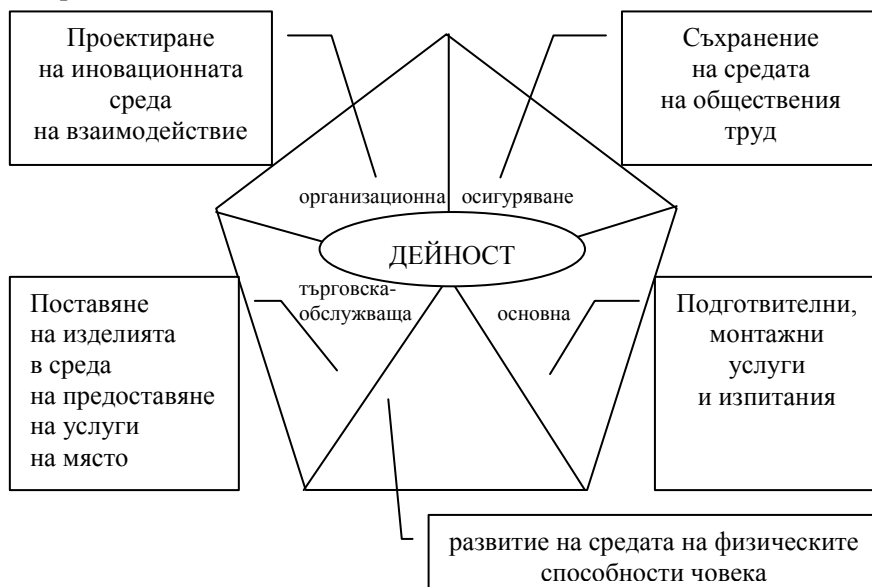 Проектиране
на иновационната
среда
на взаимодействие
Съхранение
на средата
на обществения
труд
организационна
осигуряване
ДЕЙНОСТ
търговска-
обслужваща
основна
Поставяне
на изделията
в среда
на предоставяне
на услуги
на място
Подготвителни,
монтажни
услуги
и изпитания
развитие на средата на физическите
способности човека